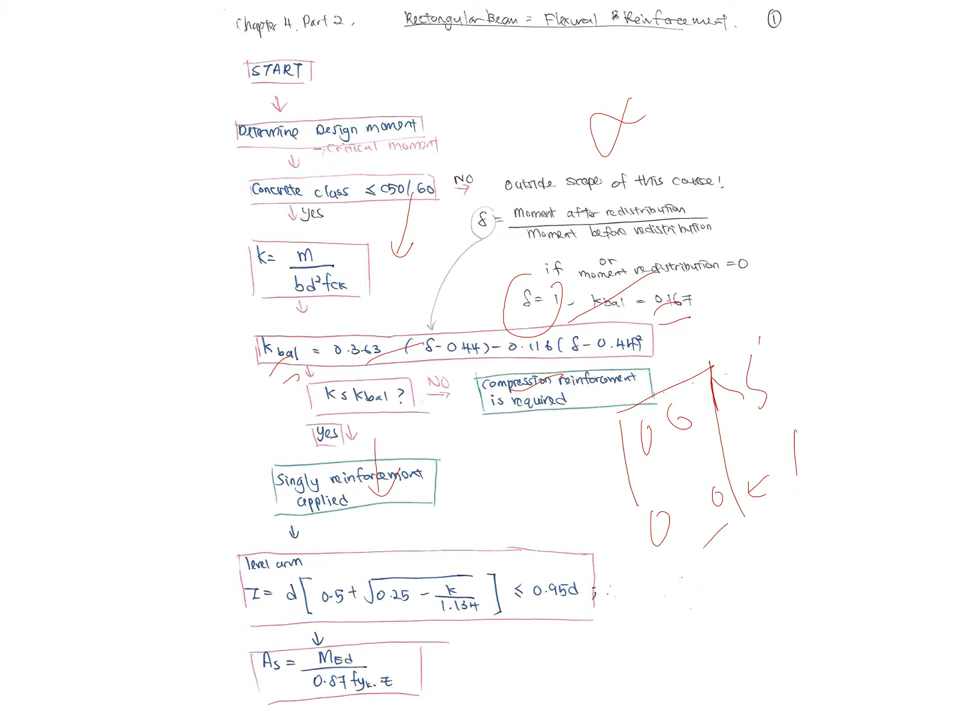 Chapter 4 Part 2. Rectangular Beam = Flexural & Reinforcement. ①
START
Determine Design moment
critical moment
Concrete class ≤ C50/60 NO → outside scope of this course!
↓ yes
δ = Moment after redistribution / Moment before redistribution
K = m / bd²fck
if or moment redistribution = 0
δ = 1, kbal = 0.167
Kbal = 0.363 (δ - 0.44) - 0.116 (δ - 0.44)²
K ≤ Kbal? NO → Compression reinforcement
is required
Yes ↓
Singly reinforcement
applied
level arm
Z = d [0.5 + √0.25 - K/1.134] ≤ 0.95d ;
As = MEd / 0.87 fyk. z